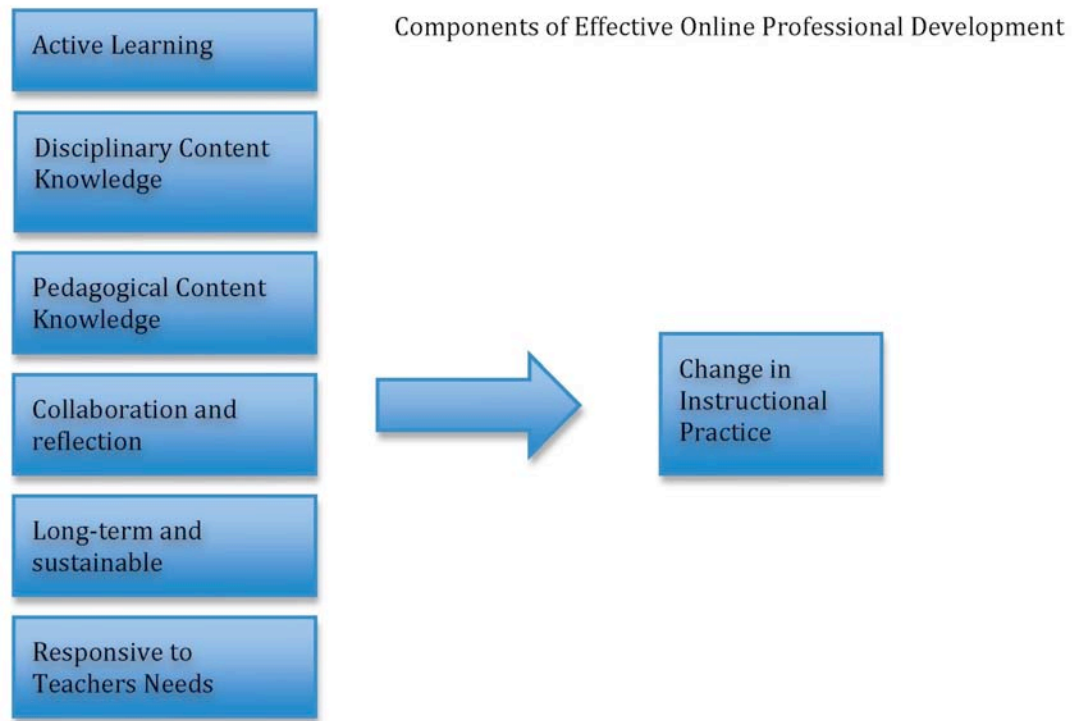 Components of Effective Online Professional Development
Active Learning
Disciplinary Content
Knowledge
Pedagogical Content
Knowledge
Collaboration and
reflection
Long-term and
sustainable
Responsive to
Teachers Needs
Change in
Instructional
Practice